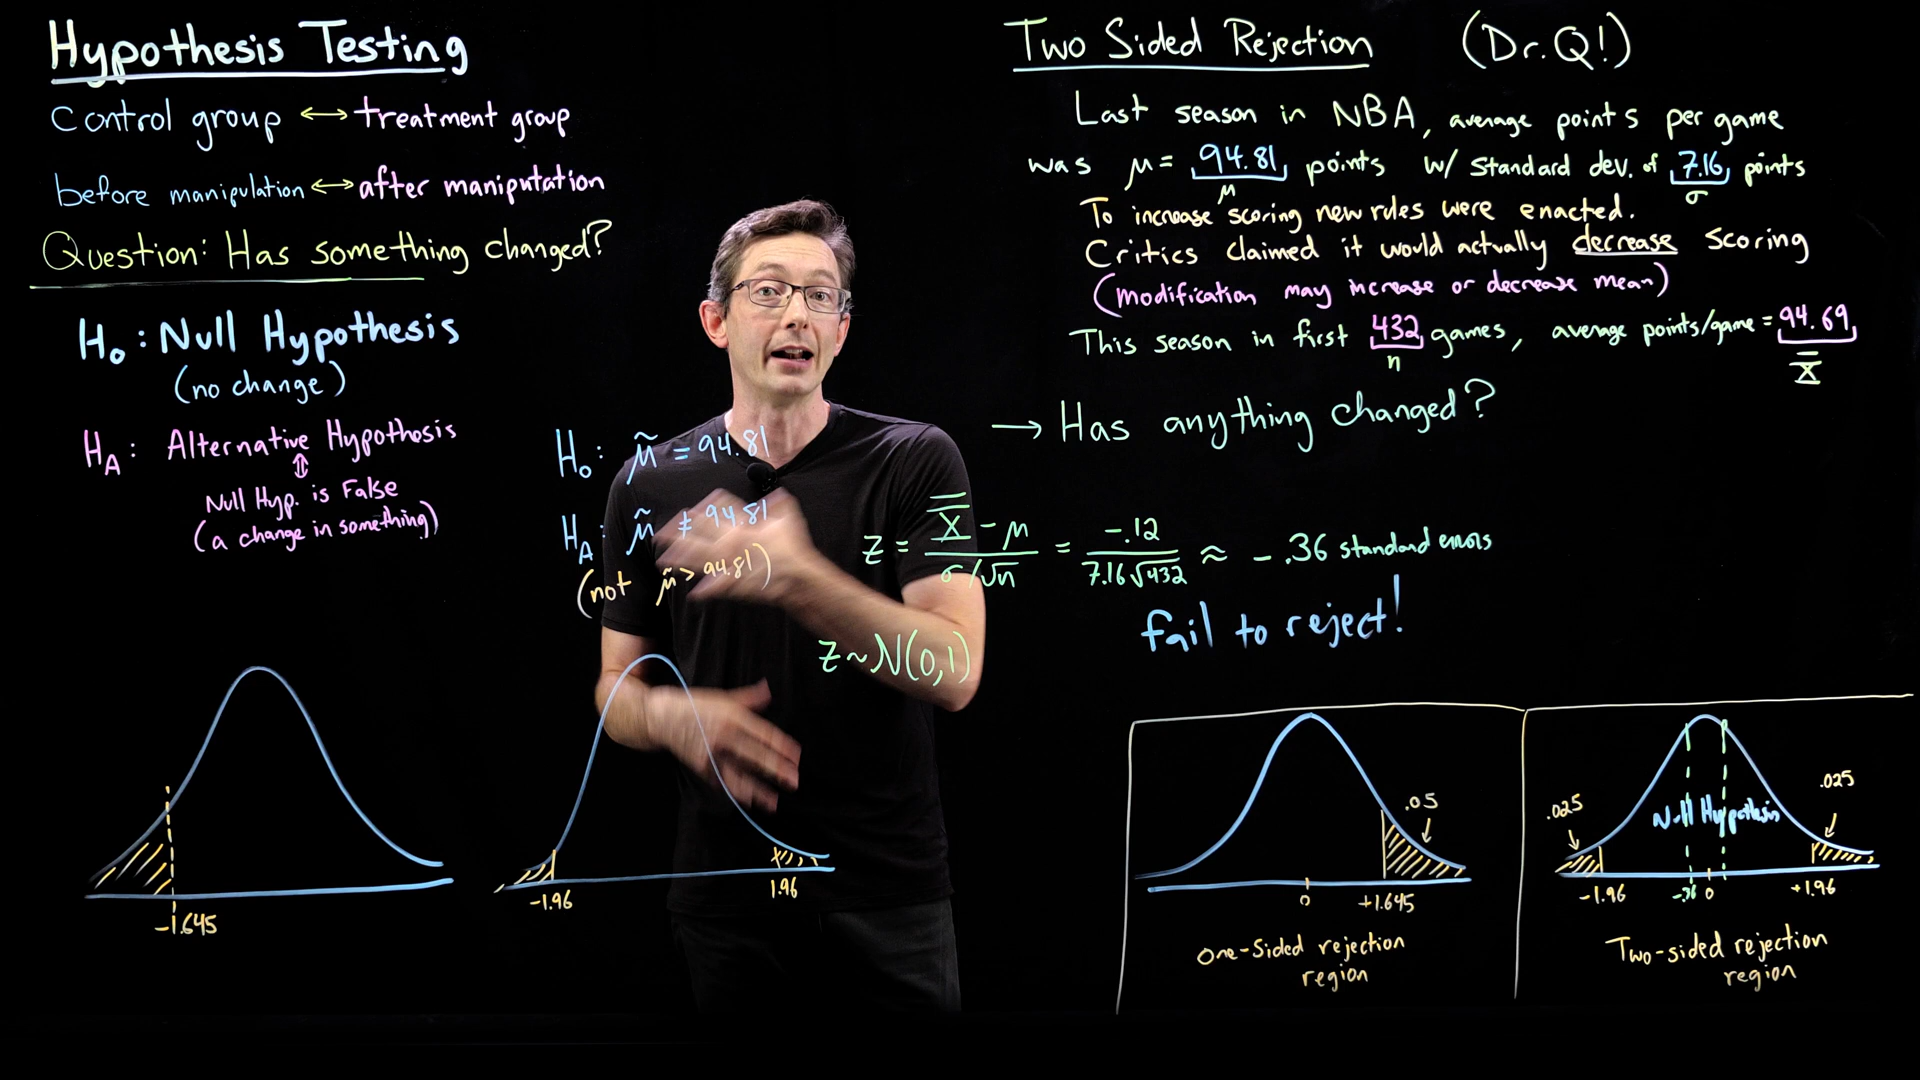 Hypothesis Testing
Control group ↔ treatment group
before manipulation ↔ after maniputation
Question: Has something changed?
H₀: Null Hypothesis
(no change)
H_A: Alternative Hypothesis
⇕
Null Hyp. is False
(a change in something)
H₀: μ̃ = 94.81
H_A: μ̃ ≠ 94.81
(not μ̃ > 94.81)
-1.645
-1.96
1.96
Two Sided Rejection (Dr.Q!)
Last season in NBA, average points per game
was μ = 94.81 points w/ standard dev. of 7.16 points
μ σ
To increase scoring new rules were enacted.
Critics claimed it would actually decrease scoring
(modification may increase or decrease mean)
This season in first 432 games, average points/game = 94.69
n X̿
→ Has anything changed?
z = (X̿ - μ)/(σ/√n) = -.12/(7.16√432) ≈ -.36 standard errors
fail to reject!
z ~ N(0,1)
.05
0 +1.645
One-Sided rejection
region
.025 .025
Null Hypothesis
-1.96 -.36 0 +1.96
Two-sided rejection
region